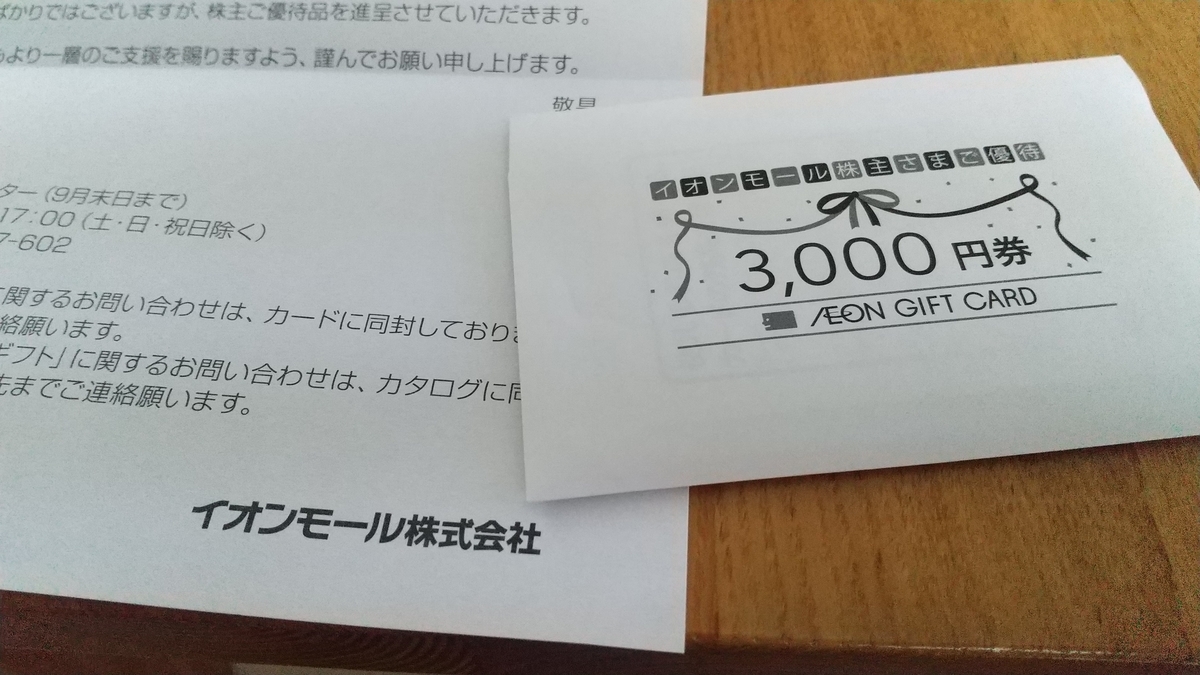 ばかりではございますが、株主ご優待品を進呈させていただきます。
より一層のご支援を賜りますよう、謹んでお願い申し上げます。
敬具
ター (9月末日まで)
17:00 (土・日・祝日除く)
7-602
関するお問い合わせは、カードに同封しており
絡願います。
ギフト」に関するお問い合わせは、カタログに同
先までご連絡願います。
イオンモール株式会社
イオンモール株主さまご優待
3,000円券
ÆON GIFT CARD